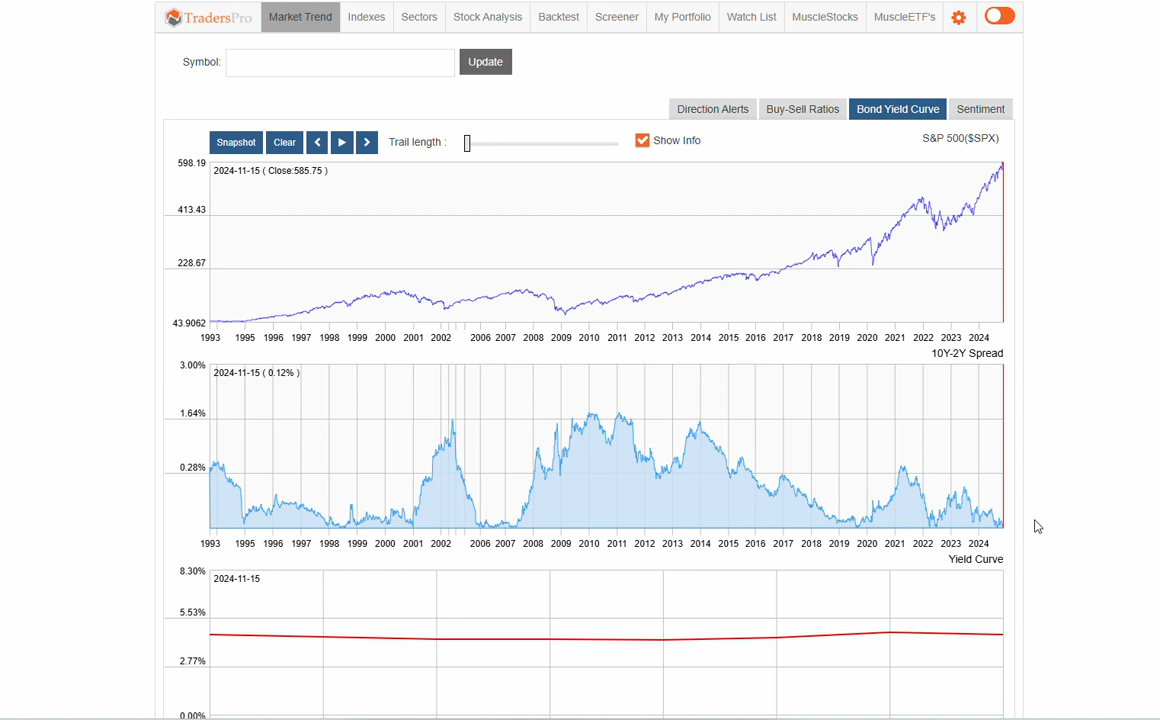 TradersPro Market Trend Indexes Sectors Stock Analysis Backtest Screener My Portfolio Watch List MuscleStocks MuscleETF's
Symbol: Update
Direction Alerts Buy-Sell Ratios Bond Yield Curve Sentiment
Snapshot Clear Trail length : Show Info S&P 500($SPX)
598.19
2024-11-15 ( Close:585.75 )
413.43
228.67
43.9062
1993 1995 1996 1997 1998 1999 2000 2001 2002 2006 2007 2008 2009 2010 2011 2012 2013 2014 2015 2016 2017 2018 2019 2020 2021 2022 2023 2024
10Y-2Y Spread
3.00%
2024-11-15 ( 0.12% )
1.64%
0.28%
1993 1995 1996 1997 1998 1999 2000 2001 2002 2006 2007 2008 2009 2010 2011 2012 2013 2014 2015 2016 2017 2018 2019 2020 2021 2022 2023 2024
Yield Curve
8.30%
2024-11-15
5.53%
2.77%
0.00%